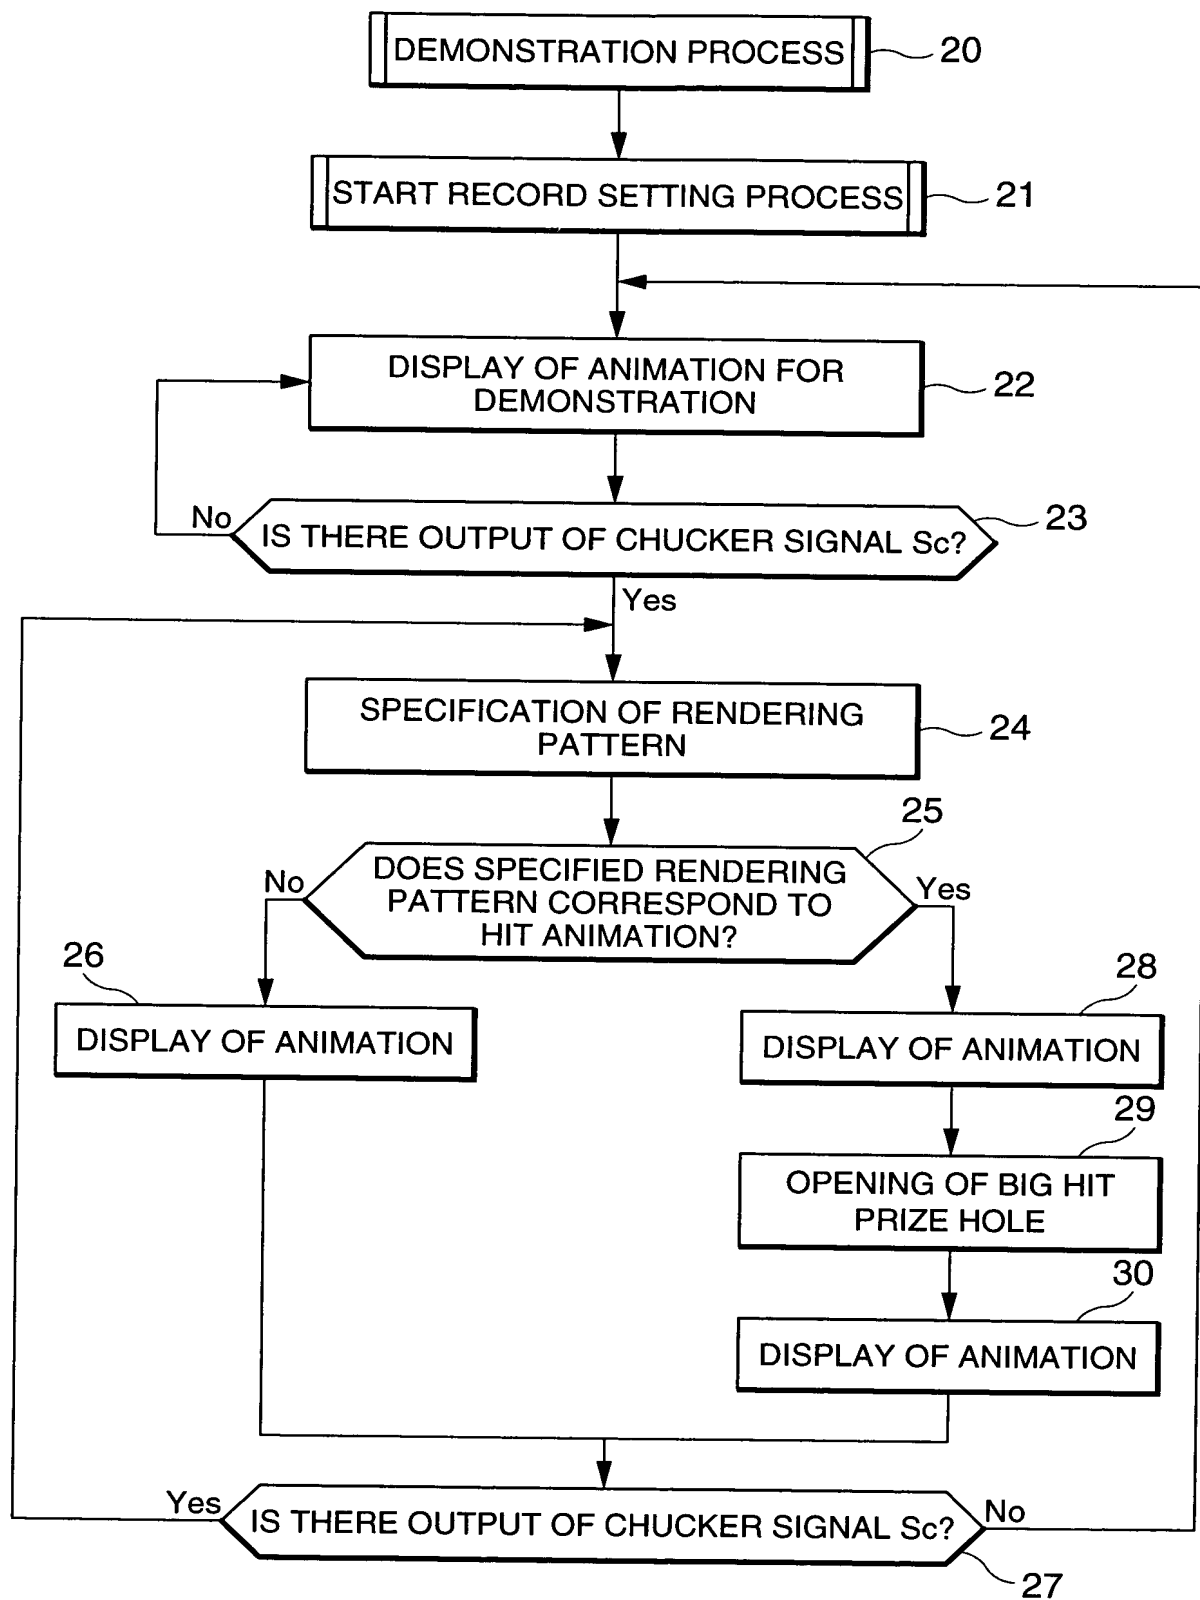 DEMONSTRATION PROCESS
20
START RECORD SETTING PROCESS
21
DISPLAY OF ANIMATION FOR
DEMONSTRATION
22
No
IS THERE OUTPUT OF CHUCKER SIGNAL Sc?
23
Yes
SPECIFICATION OF RENDERING
PATTERN
24
25
No
DOES SPECIFIED RENDERING
PATTERN CORRESPOND TO
HIT ANIMATION?
Yes
26
DISPLAY OF ANIMATION
28
DISPLAY OF ANIMATION
29
OPENING OF BIG HIT
PRIZE HOLE
30
DISPLAY OF ANIMATION
Yes
IS THERE OUTPUT OF CHUCKER SIGNAL Sc?
No
27